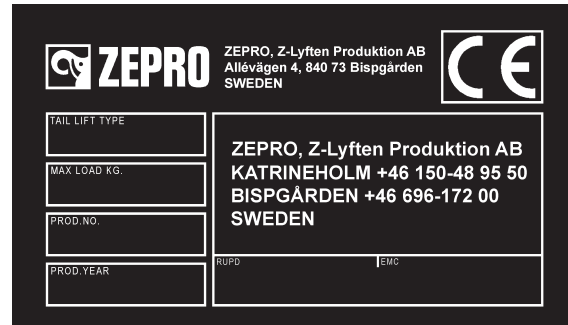 ZEPRO
ZEPRO, Z-Lyften Produktion AB
Allévägen 4, 840 73 Bispgården
SWEDEN
CE
TAIL LIFT TYPE
MAX LOAD KG.
PROD.NO.
PROD.YEAR
ZEPRO, Z-Lyften Produktion AB
KATRINEHOLM +46 150-48 95 50
BISPGÅRDEN +46 696-172 00
SWEDEN
RUPD
EMC